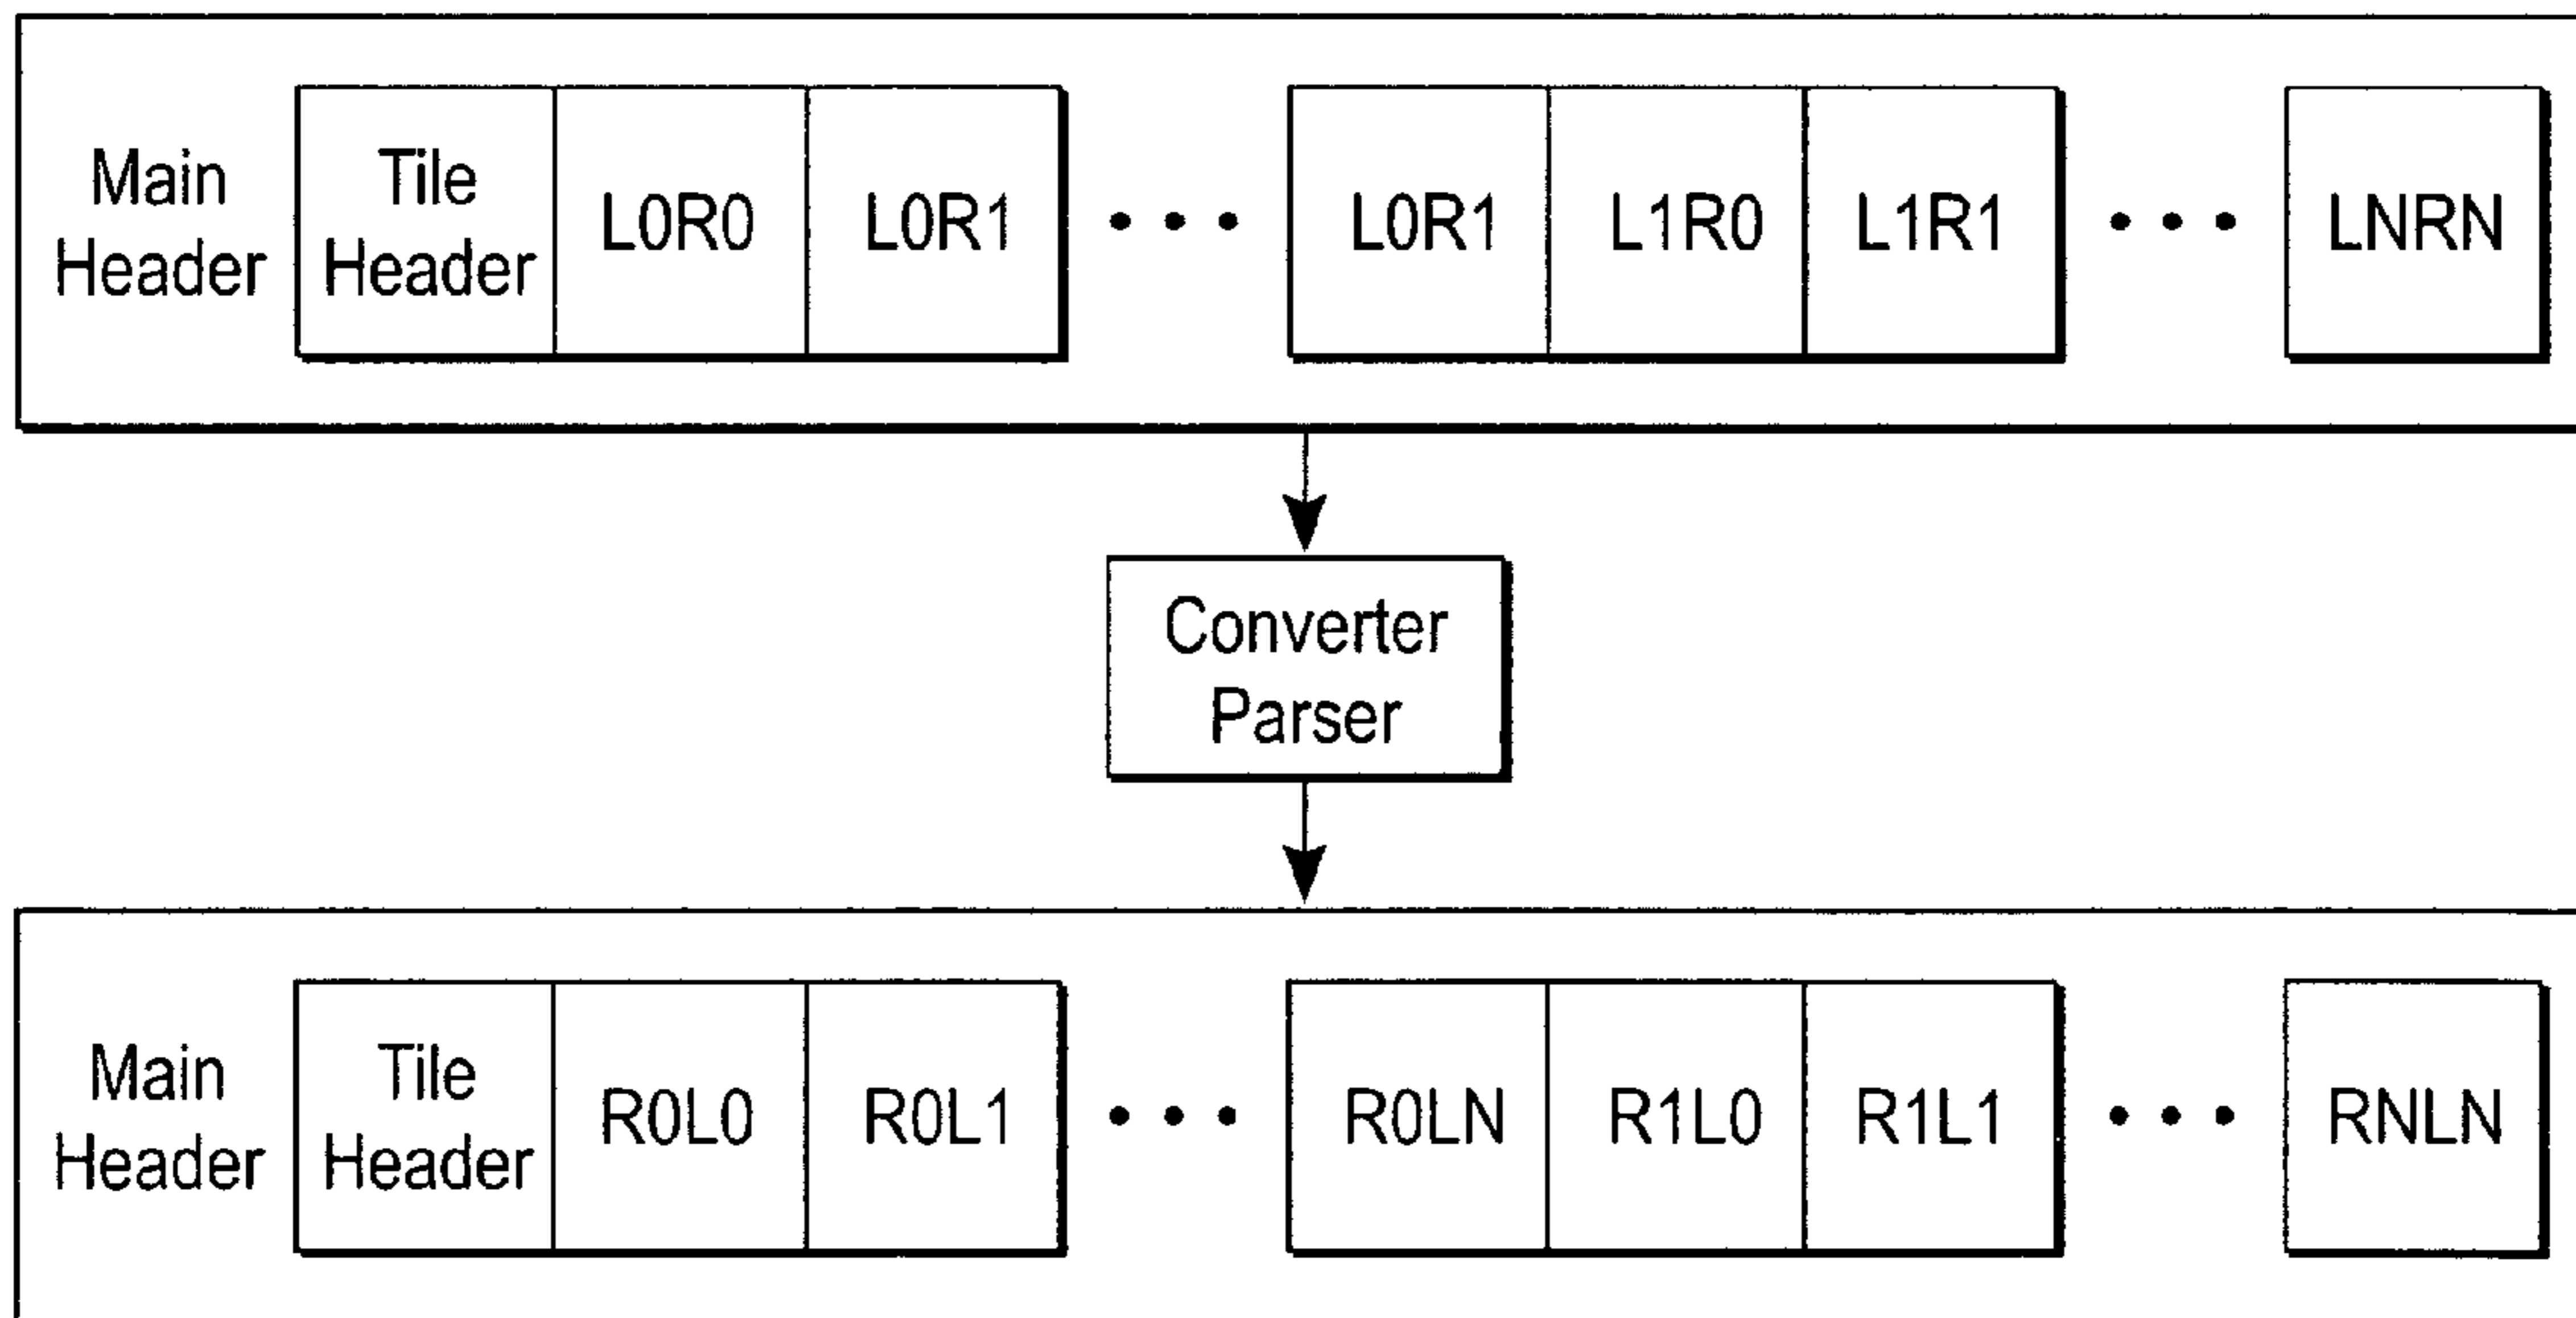 Main
Header
Tile
Header
L0R0
L0R1
• • •
L0R1
L1R0
L1R1
• • •
LNRN
Converter
Parser
Main
Header
Tile
Header
R0L0
R0L1
• • •
R0LN
R1L0
R1L1
• • •
RNLN